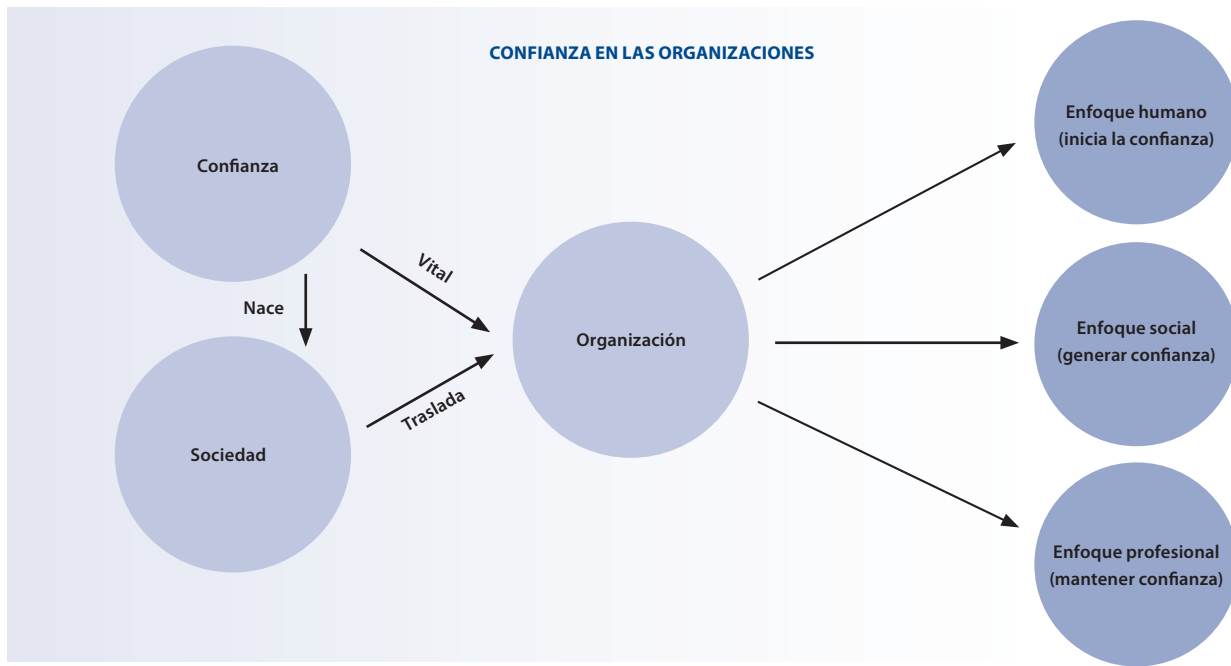 CONFIANZA EN LAS ORGANIZACIONES
Confianza
Nace
Sociedad
Vital
Traslada
Organización
Enfoque humano
(inicia la confianza)
Enfoque social
(generar confianza)
Enfoque profesional
(mantener confianza)